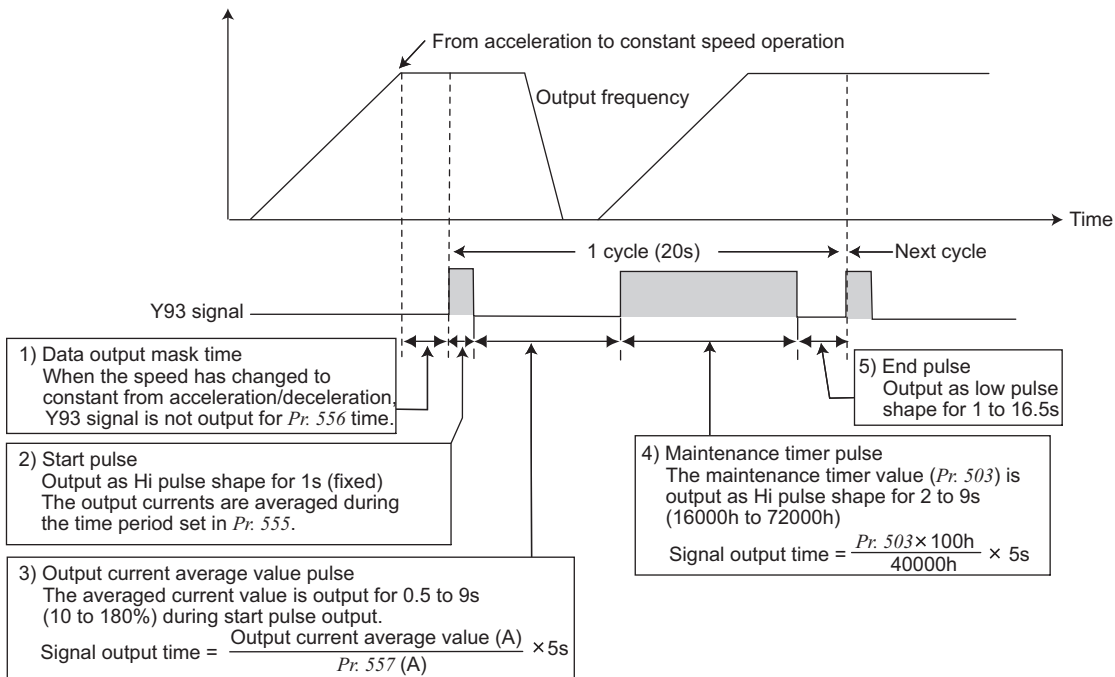 From acceleration to constant speed operation
Output frequency
Time
1 cycle (20s)
Next cycle
Y93 signal
1) Data output mask time
When the speed has changed to
constant from acceleration/deceleration,
Y93 signal is not output for Pr. 556 time.
2) Start pulse
Output as Hi pulse shape for 1s (fixed)
The output currents are averaged during
the time period set in Pr. 555.
3) Output current average value pulse
The averaged current value is output for 0.5 to 9s
(10 to 180%) during start pulse output.
Signal output time = Output current average value (A) / Pr. 557 (A) × 5s
4) Maintenance timer pulse
The maintenance timer value (Pr. 503) is
output as Hi pulse shape for 2 to 9s
(16000h to 72000h)
Signal output time = Pr. 503 × 100h / 40000h × 5s
5) End pulse
Output as low pulse
shape for 1 to 16.5s